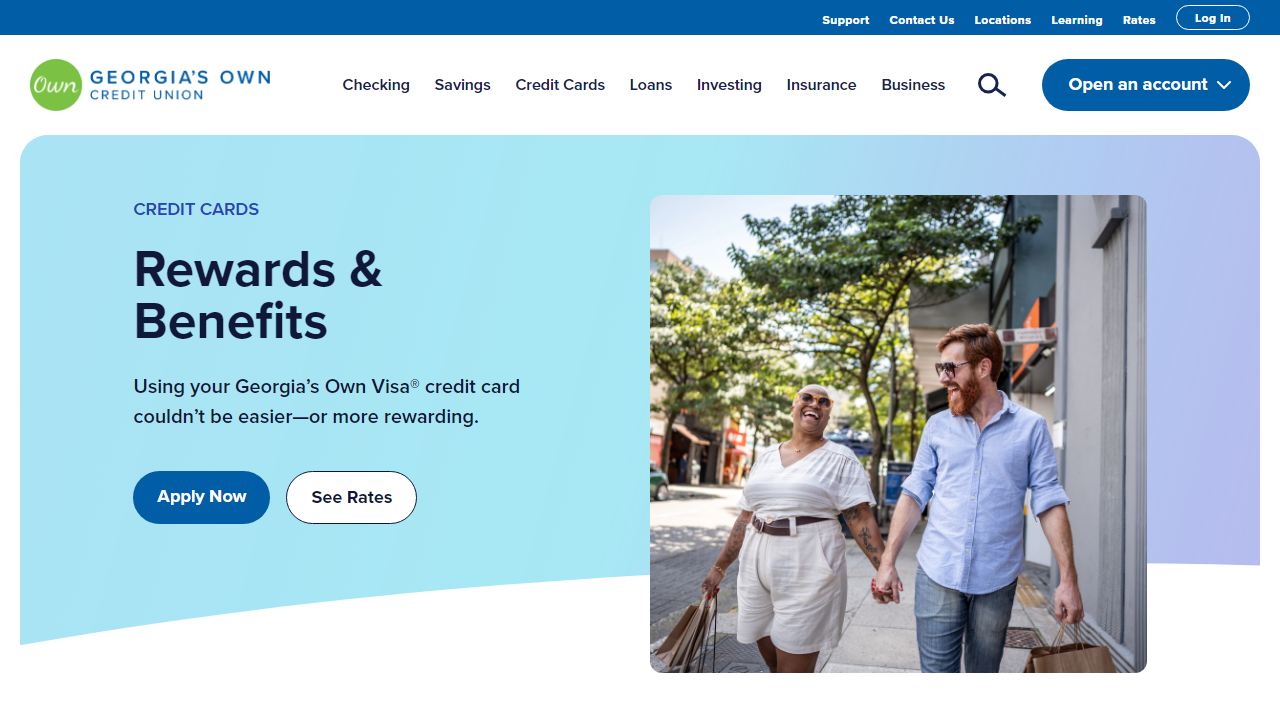 Support Contact Us Locations Learning Rates Log In
Own GEORGIA'S OWN
CREDIT UNION
Checking Savings Credit Cards Loans Investing Insurance Business Open an account
CREDIT CARDS
Rewards &
Benefits
Using your Georgia’s Own Visa® credit card
couldn’t be easier—or more rewarding.
Apply Now See Rates